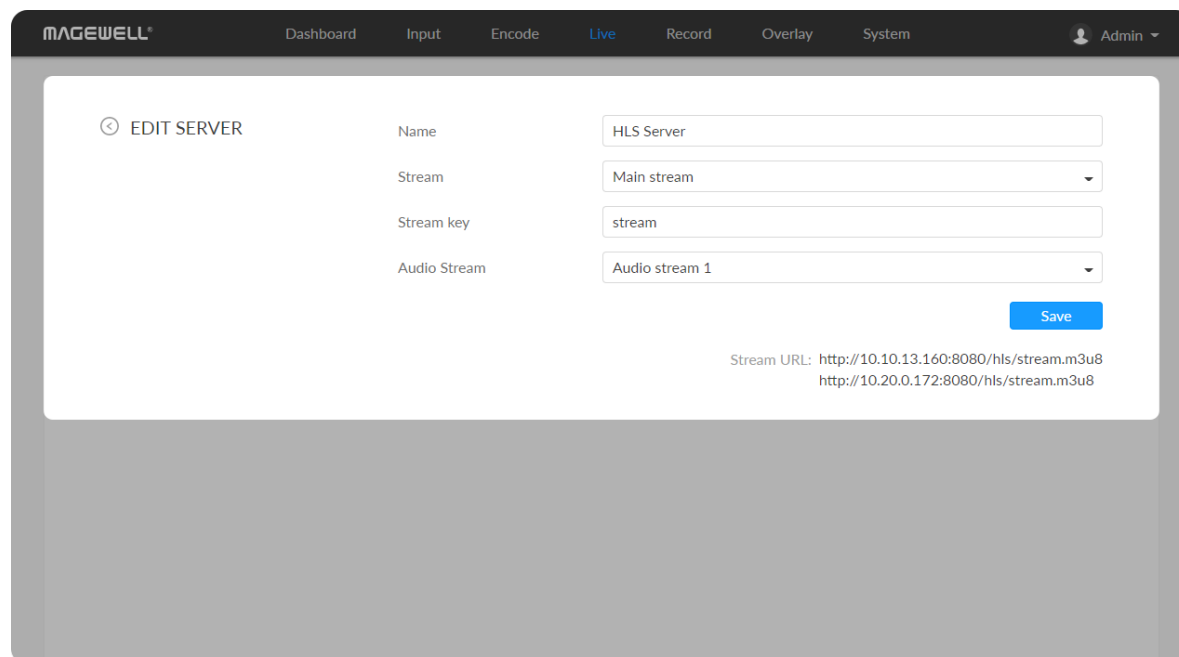 MAGEWELL® Dashboard Input Encode Live Record Overlay System Admin
EDIT SERVER
Name HLS Server
Stream Main stream
Stream key stream
Audio Stream Audio stream 1
Save
Stream URL: http://10.10.13.160:8080/hls/stream.m3u8
http://10.20.0.172:8080/hls/stream.m3u8